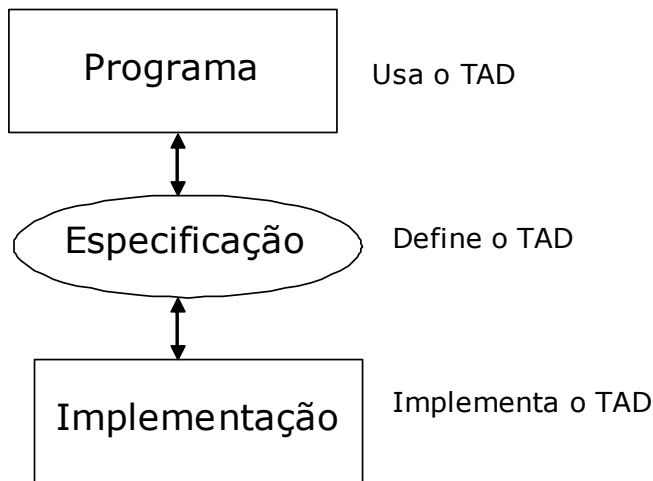 Programa
Usa o TAD
Especificação
Define o TAD
Implementação
Implementa o TAD